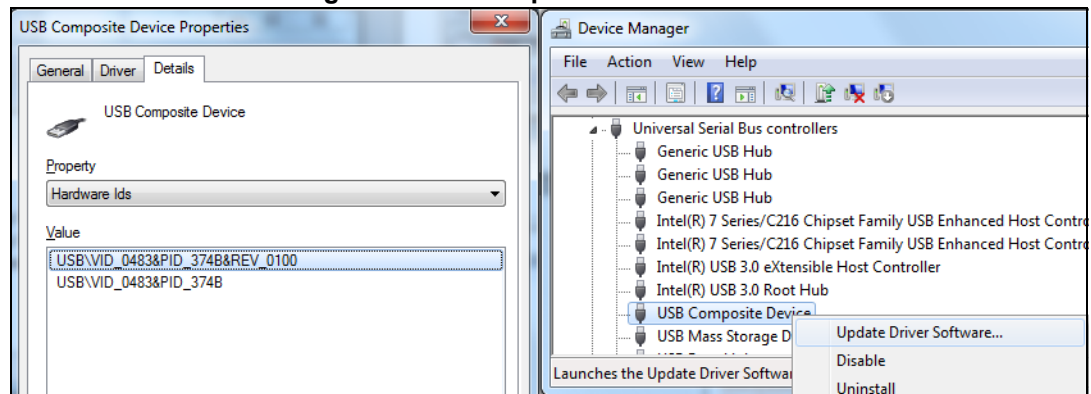 USB Composite Device Properties
General Driver Details
USB Composite Device
Property
Hardware Ids
Value
USB\VID_0483&PID_374B&REV_0100
USB\VID_0483&PID_374B
Device Manager
File Action View Help
Universal Serial Bus controllers
Generic USB Hub
Generic USB Hub
Generic USB Hub
Intel(R) 7 Series/C216 Chipset Family USB Enhanced Host Contro
Intel(R) 7 Series/C216 Chipset Family USB Enhanced Host Contro
Intel(R) USB 3.0 eXtensible Host Controller
Intel(R) USB 3.0 Root Hub
USB Composite Device
USB Mass Storage D
Launches the Update Driver Softwar
Update Driver Software...
Disable
Uninstall